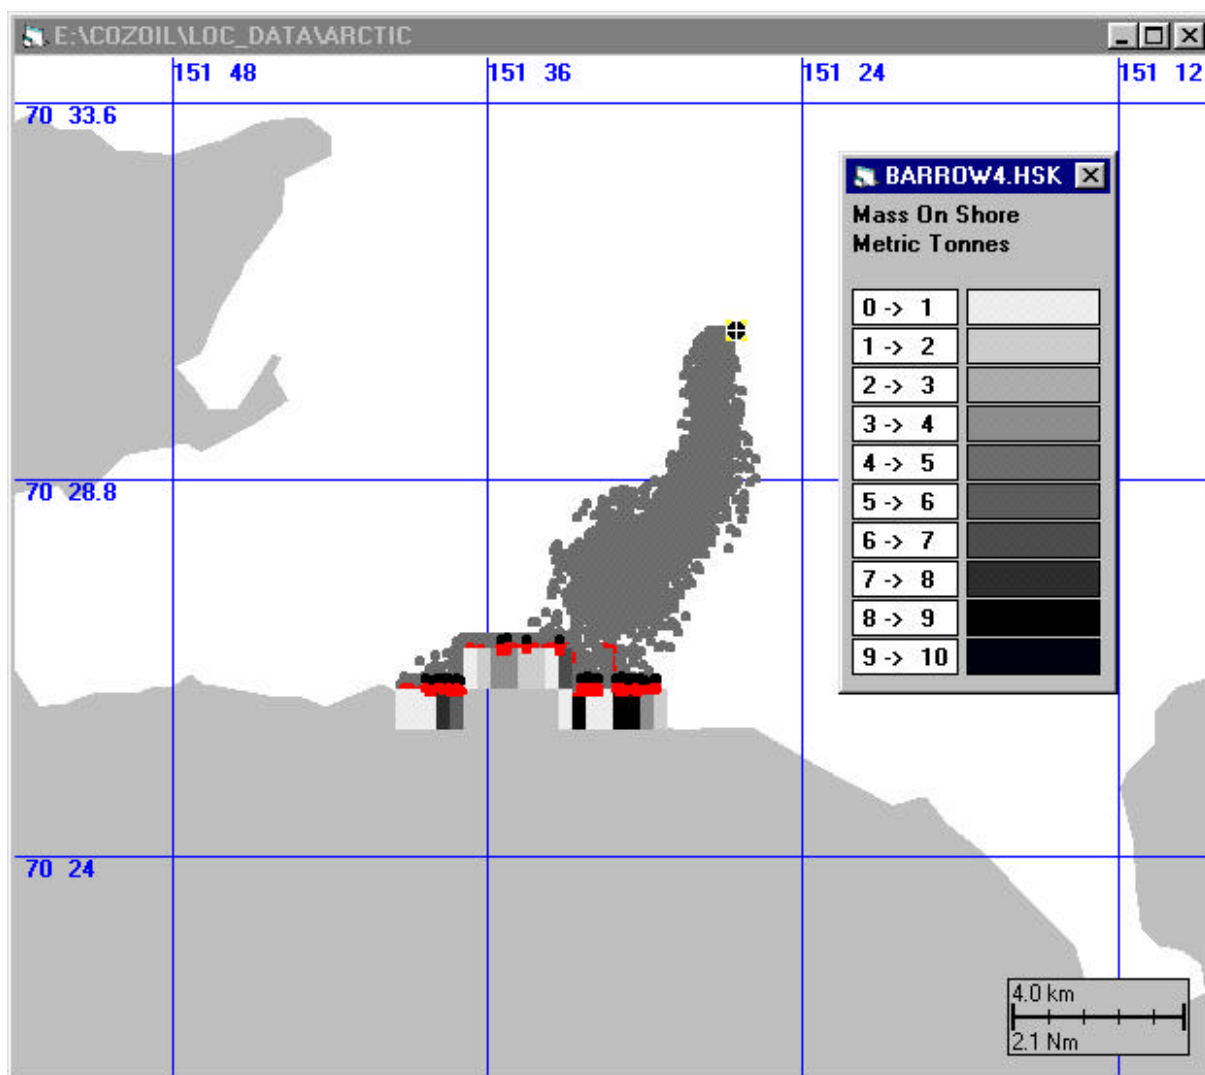 E:\COZOIL\LOC_DATA\ARCTIC
151 48
151 36
151 24
151 12
70 33.6
BARROW4.HSK
Mass On Shore
Metric Tonnes
0 -> 1
1 -> 2
2 -> 3
3 -> 4
4 -> 5
5 -> 6
6 -> 7
7 -> 8
8 -> 9
9 -> 10
70 28.8
70 24
4.0 km
2.1 Nm